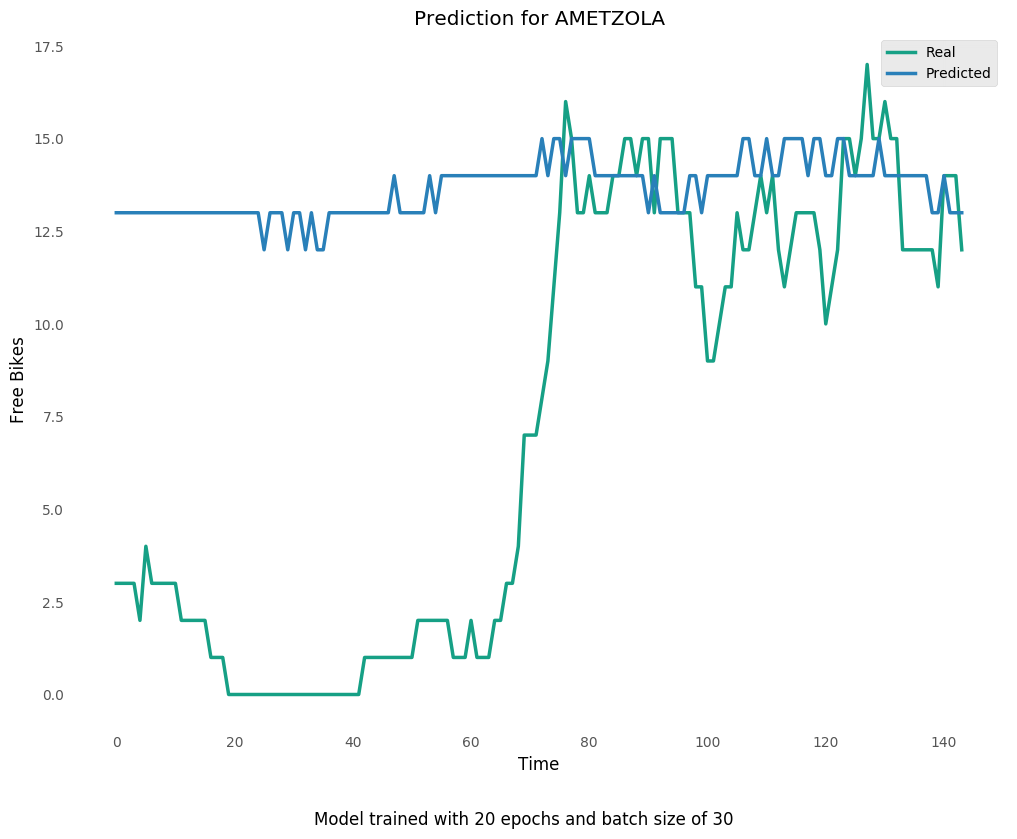 Prediction for AMETZOLA
Real
Predicted
Free Bikes
17.5
15.0
12.5
10.0
7.5
5.0
2.5
0.0
0 20 40 60 80 100 120 140
Time
Model trained with 20 epochs and batch size of 30